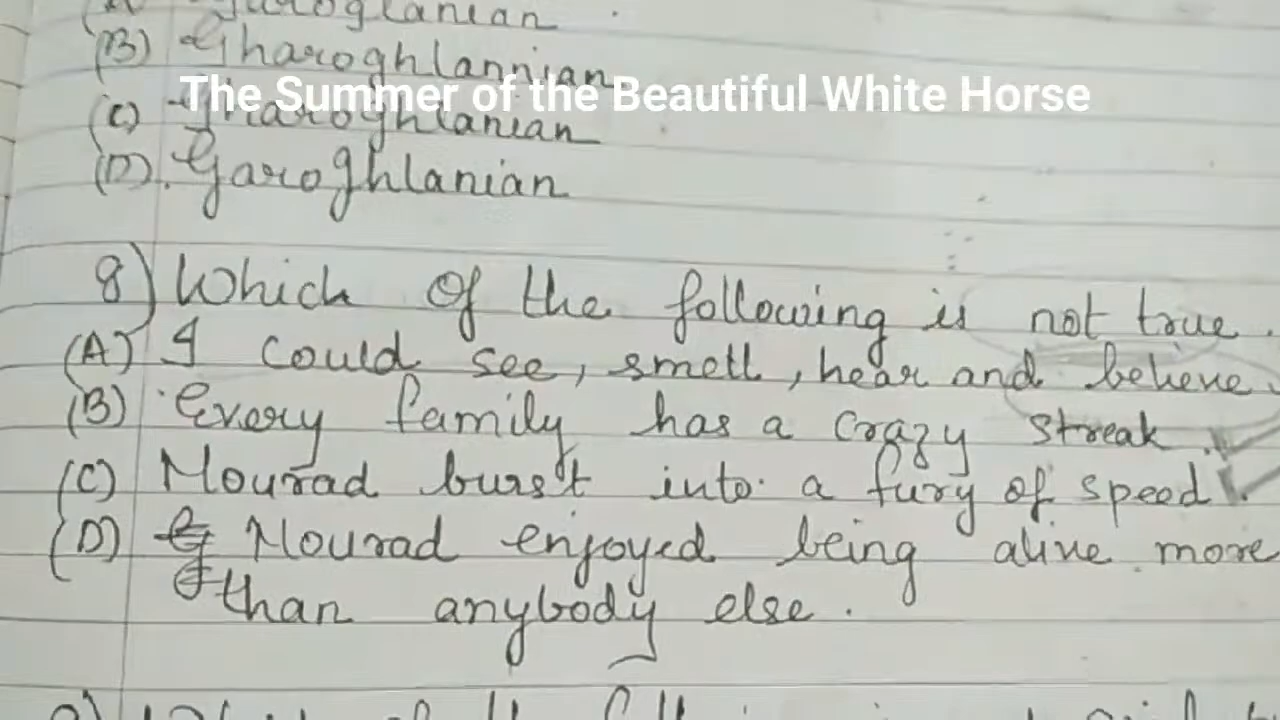 (B) Gharoghlannian
The Summer of the Beautiful White Horse
(C) Gharoghlanian
(D). Garoghlanian
8) Which of the following is not true.
(A) I could see, smell, hear and believe.
(B) Every family has a crazy streak.
(C) Mourad burst into a fury of speed.
(D) Mourad enjoyed being alive more
than anybody else.